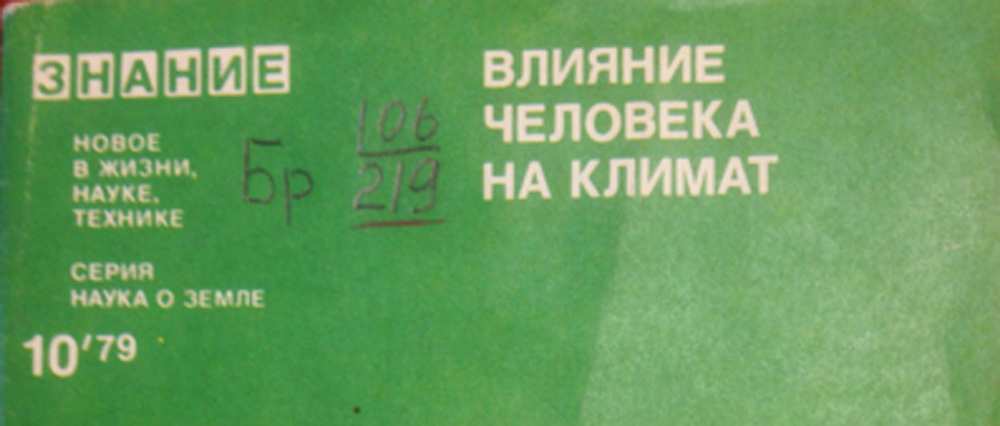 ЗНАНИЕ
НОВОЕ
В ЖИЗНИ,
НАУКЕ,
ТЕХНИКЕ
СЕРИЯ
НАУКА О ЗЕМЛЕ
10'79
Бр 106
219
ВЛИЯНИЕ
ЧЕЛОВЕКА
НА КЛИМАТ